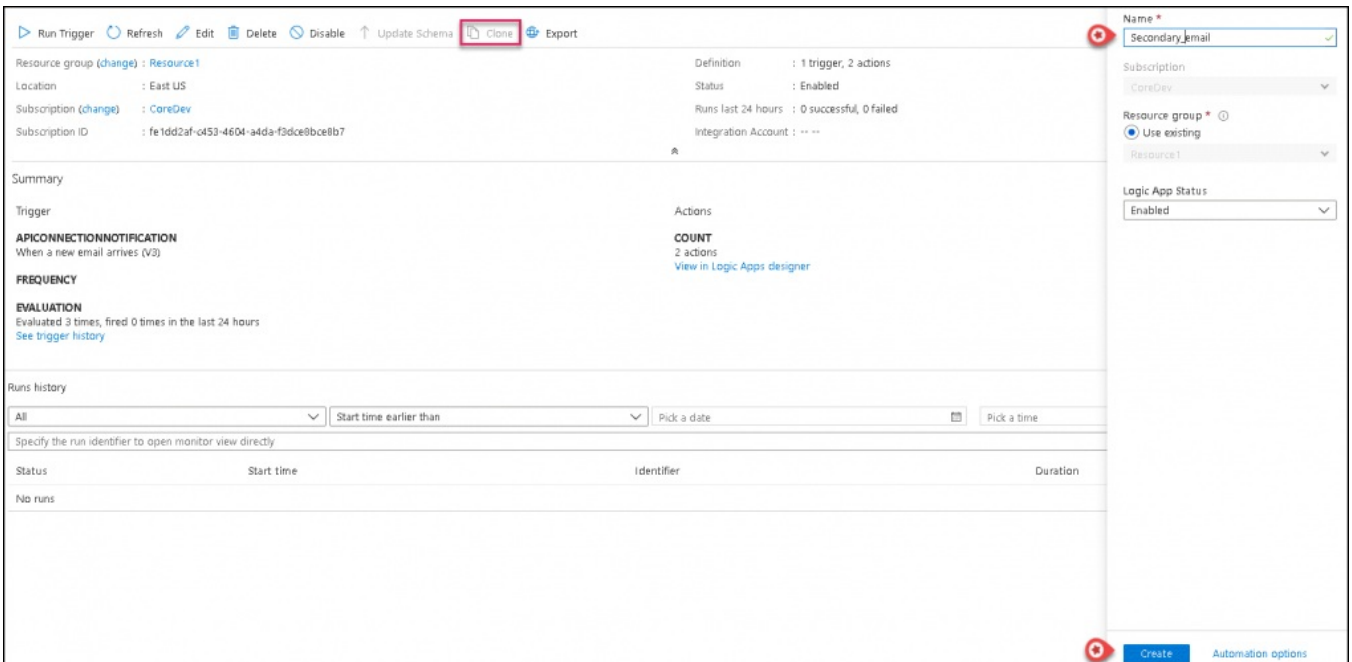 Run Trigger Refresh Edit Delete Disable Update Schema Clone Export
Resource group (change) : Resource1
Location : East US
Subscription (change) : CoreDev
Subscription ID : fe1dd2af-c453-4604-a4da-f3dce8bce8b7
Definition : 1 trigger, 2 actions
Status : Enabled
Runs last 24 hours : 0 successful, 0 failed
Integration Account : -- --
Summary
Trigger
APICONNECTIONNOTIFICATION
When a new email arrives (V3)
FREQUENCY
EVALUATION
Evaluated 3 times, fired 0 times in the last 24 hours
See trigger history
Actions
COUNT
2 actions
View in Logic Apps designer
Runs history
All Start time earlier than Pick a date Pick a time
Specify the run identifier to open monitor view directly
Status Start time Identifier Duration
No runs
Name *
Secondary_email
Subscription
CoreDev
Resource group *
Use existing
Resource1
Logic App Status
Enabled
Create Automation options